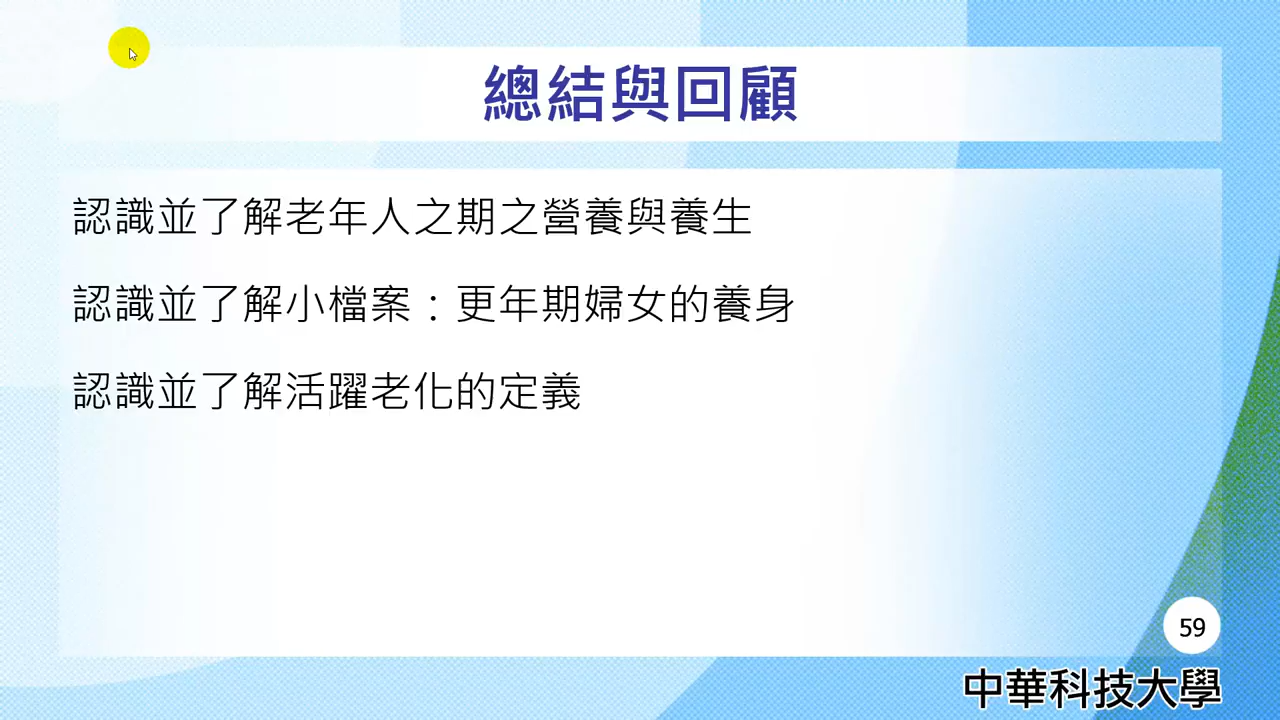 總結與回顧
認識並了解老年人之期之營養與養生
認識並了解小檔案：更年期婦女的養身
認識並了解活躍老化的定義
59
中華科技大學